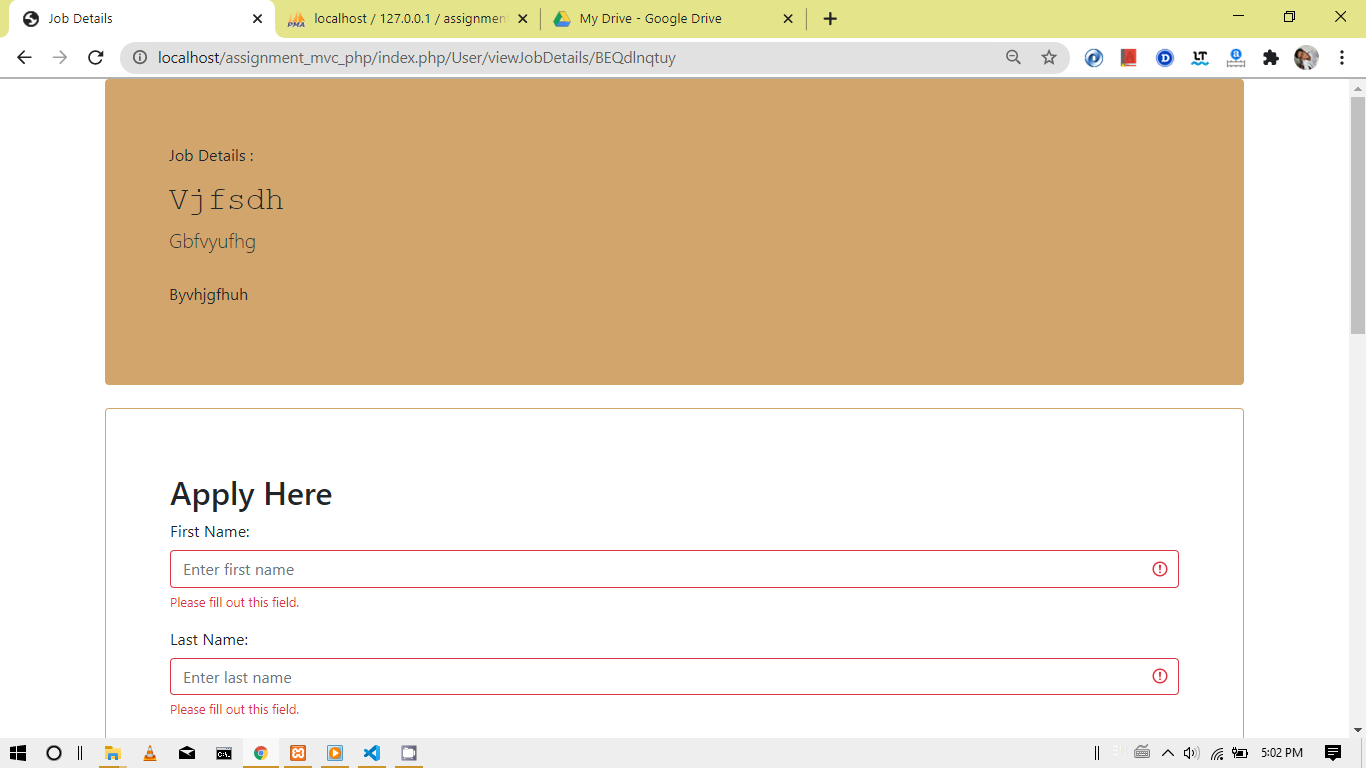 Job Details
localhost / 127.0.0.1 / assignment
My Drive - Google Drive
localhost/assignment_mvc_php/index.php/User/viewJobDetails/BEQdlnqtuy
Job Details :
Vjfsdh
Gbfvyufhg
Byvhjgfhuh
Apply Here
First Name:
Enter first name
Please fill out this field.
Last Name:
Enter last name
Please fill out this field.
5:02 PM